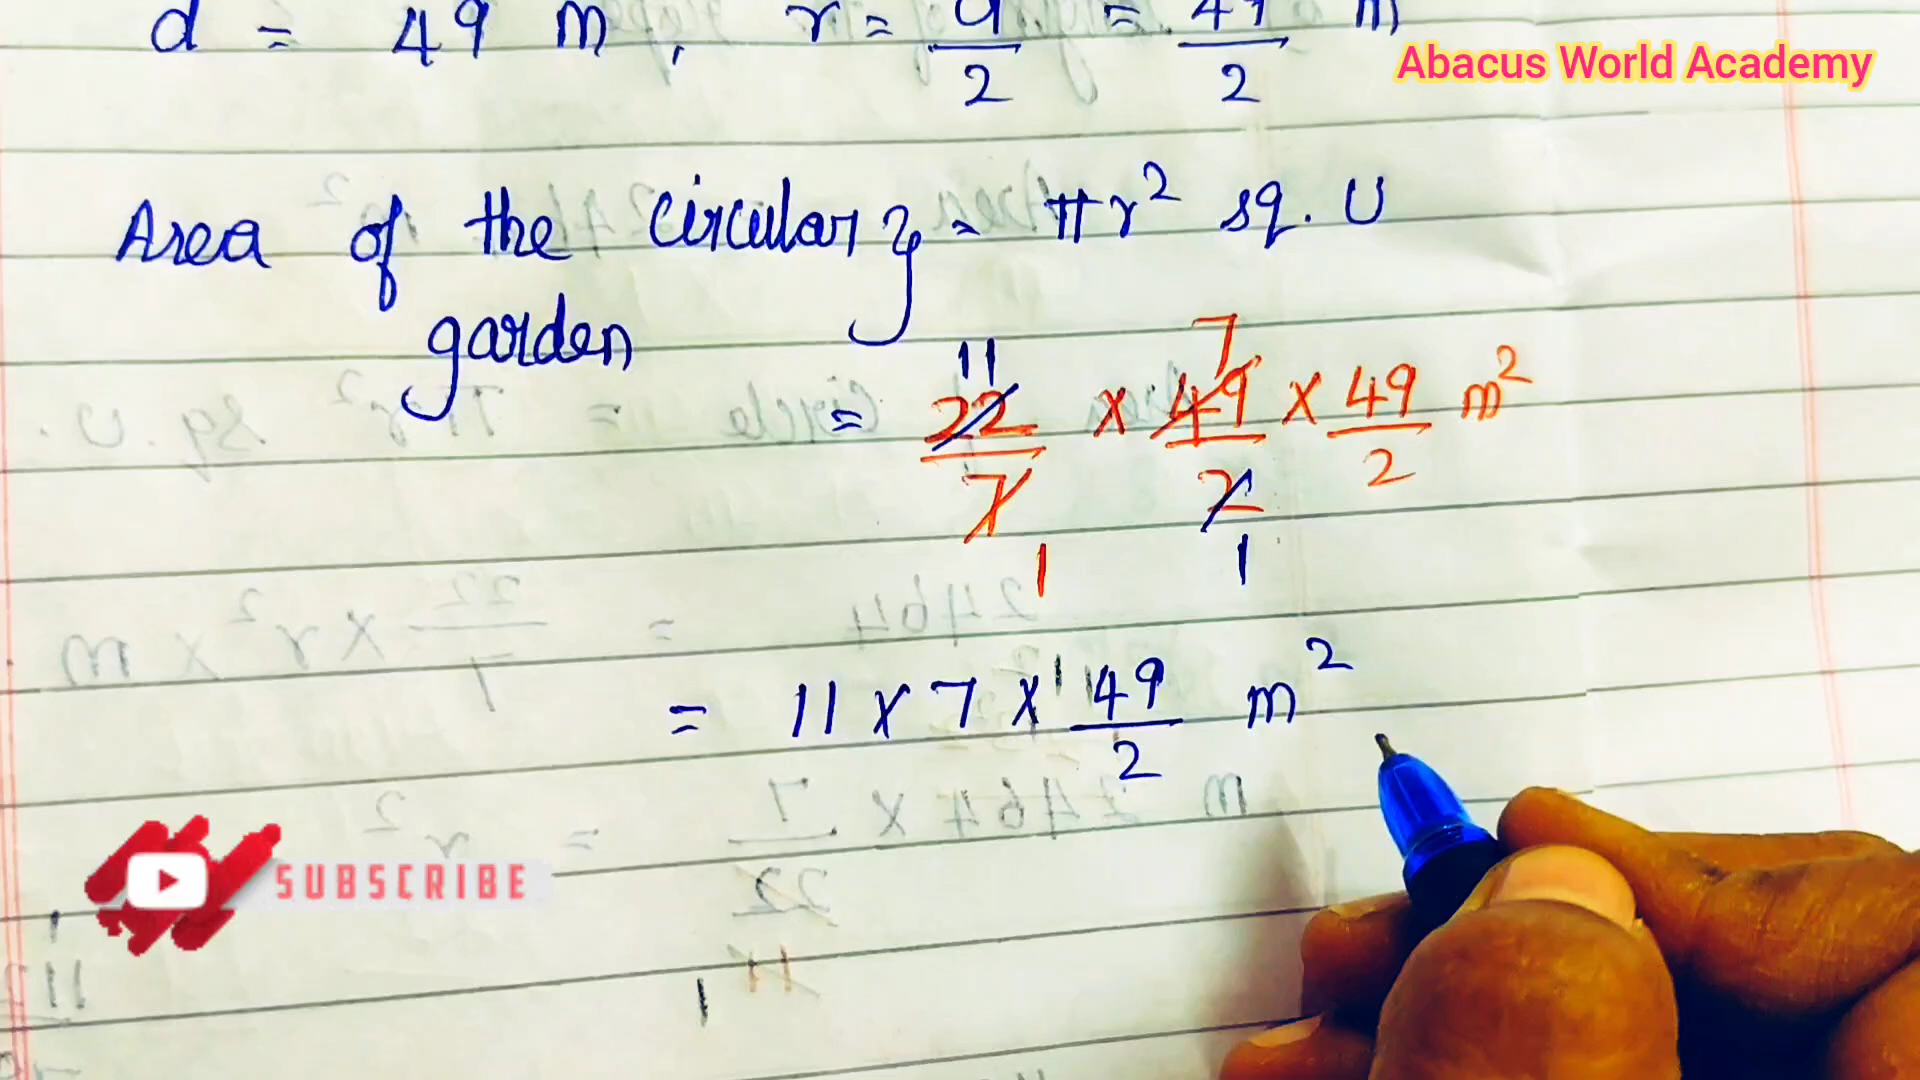 d = 49 m, r = d/2 = 49/2 m
Abacus World Academy
Area of the Circular } = πr² sq. U
garden
11 7
= 22/7 × 49/2 × 49/2 m²
1 1
= 11 × 7 × 49/2 m²
SUBSCRIBE